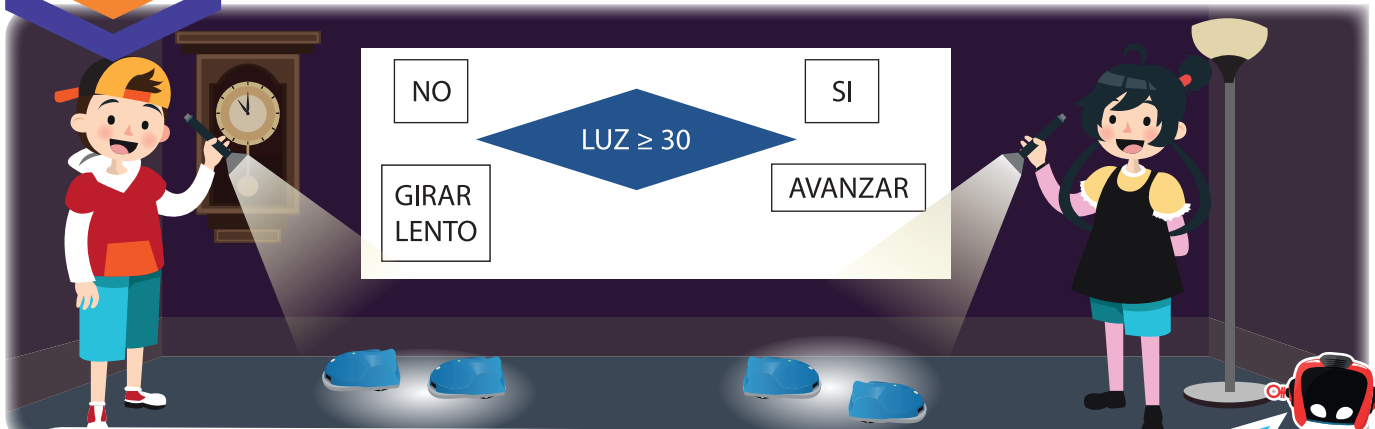 NO
SI
LUZ ≥ 30
GIRAR
LENTO
AVANZAR